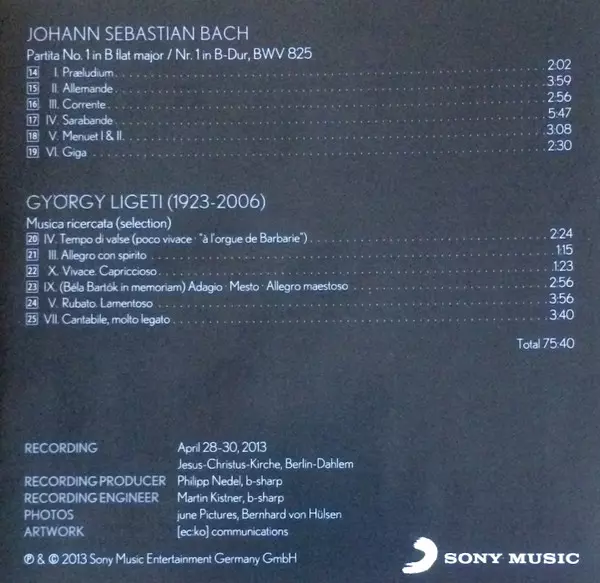 JOHANN SEBASTIAN BACH
Partita No. 1 in B flat major / Nr. 1 in B-Dur, BWV 825
14 I. Præludium 2:02
15 II. Allemande 3:59
16 III. Corrente 2:56
17 IV. Sarabande 5:47
18 V. Menuet I & II 3:08
19 VI. Giga 2:30
GYÖRGY LIGETI (1923-2006)
Musica ricercata (selection)
20 IV. Tempo di valse (poco vivace · "à l'orgue de Barbarie") 2:24
21 III. Allegro con spirito 1:15
22 X. Vivace. Capriccioso 1:23
23 IX. (Béla Bartók in memoriam) Adagio · Mesto · Allegro maestoso 2:56
24 V. Rubato. Lamentoso 3:56
25 VII. Cantabile, molto legato 3:40
Total 75:40
RECORDING April 28-30, 2013
Jesus-Christus-Kirche, Berlin-Dahlem
RECORDING PRODUCER Philipp Nedel, b-sharp
RECORDING ENGINEER Martin Kistner, b-sharp
PHOTOS june Pictures, Bernhard von Hülsen
ARTWORK [ec:ko] communications
℗ & © 2013 Sony Music Entertainment Germany GmbH
SONY MUSIC